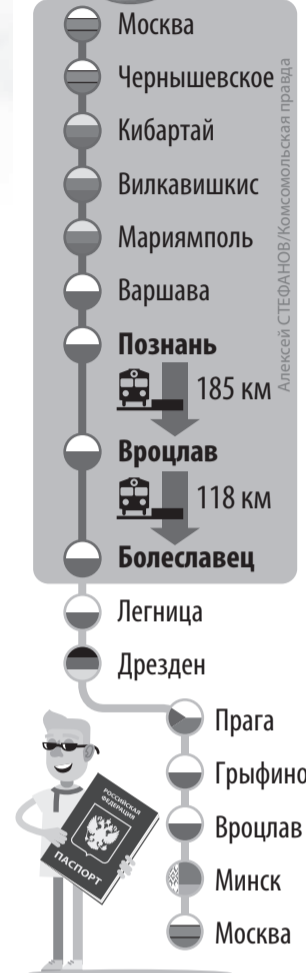 Москва
Чернышевское
Кибартай
Вилкавишкис
Мариямполь
Варшава
Познань
185 км
Вроцлав
118 км
Болеславец
Легница
Дрезден
Прага
Грыфино
Вроцлав
Минск
Москва
РОССИЙСКАЯ
ФЕДЕРАЦИЯ
ПАСПОРТ
Алексей СТЕФАНОВ/Комсомольская правда